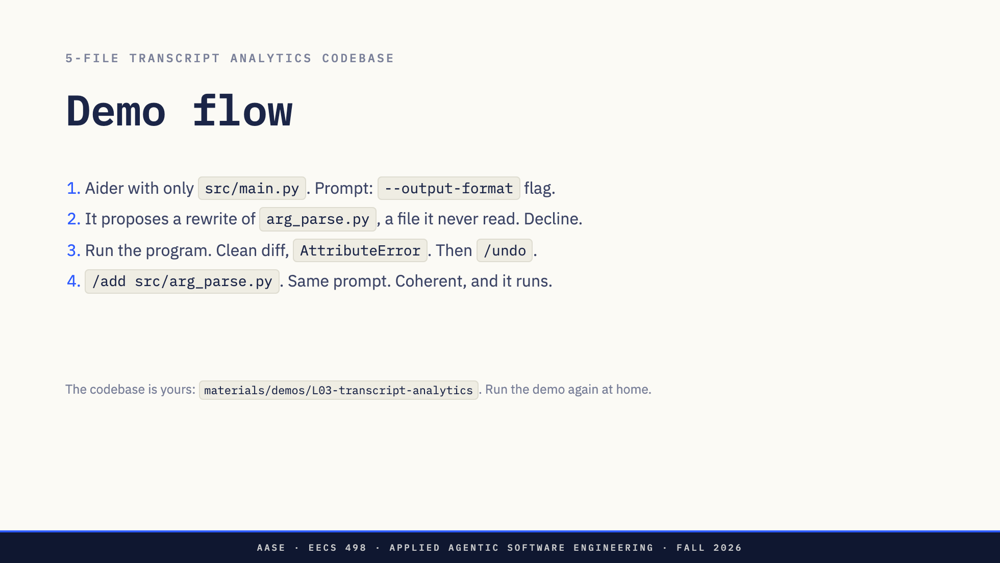 5-FILE TRANSCRIPT ANALYTICS CODEBASE
Demo flow
1. Aider with only src/main.py. Prompt: --output-format flag.
2. It proposes a rewrite of arg_parse.py, a file it never read. Decline.
3. Run the program. Clean diff, AttributeError. Then /undo.
4. /add src/arg_parse.py. Same prompt. Coherent, and it runs.
The codebase is yours: materials/demos/L03-transcript-analytics. Run the demo again at home.
AASE · EECS 498 · APPLIED AGENTIC SOFTWARE ENGINEERING · FALL 2026